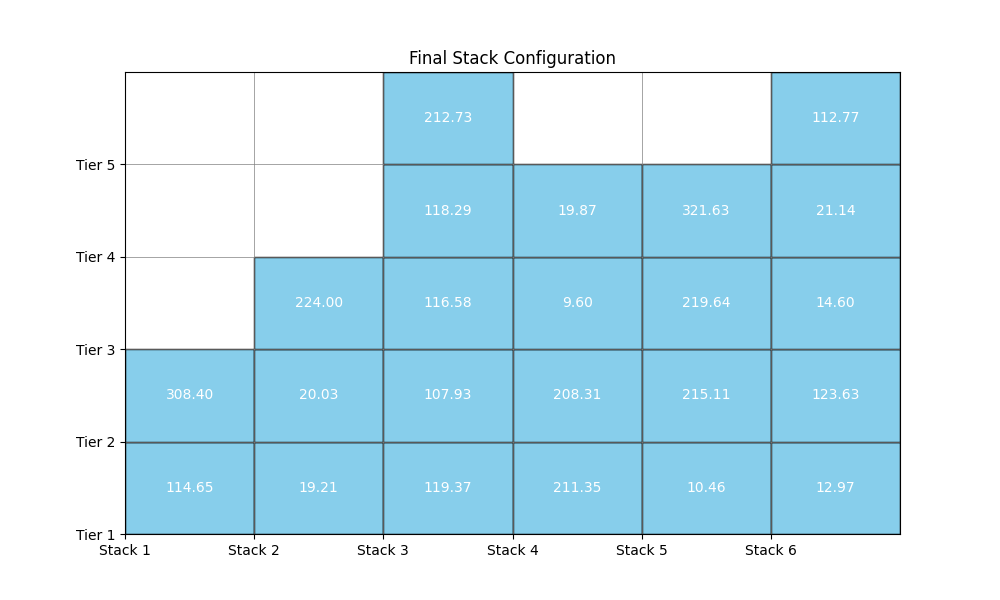 Final Stack Configuration
212.73 112.77
Tier 5
118.29 19.87 321.63 21.14
Tier 4
224.00 116.58 9.60 219.64 14.60
Tier 3
308.40 20.03 107.93 208.31 215.11 123.63
Tier 2
114.65 19.21 119.37 211.35 10.46 12.97
Tier 1
Stack 1 Stack 2 Stack 3 Stack 4 Stack 5 Stack 6